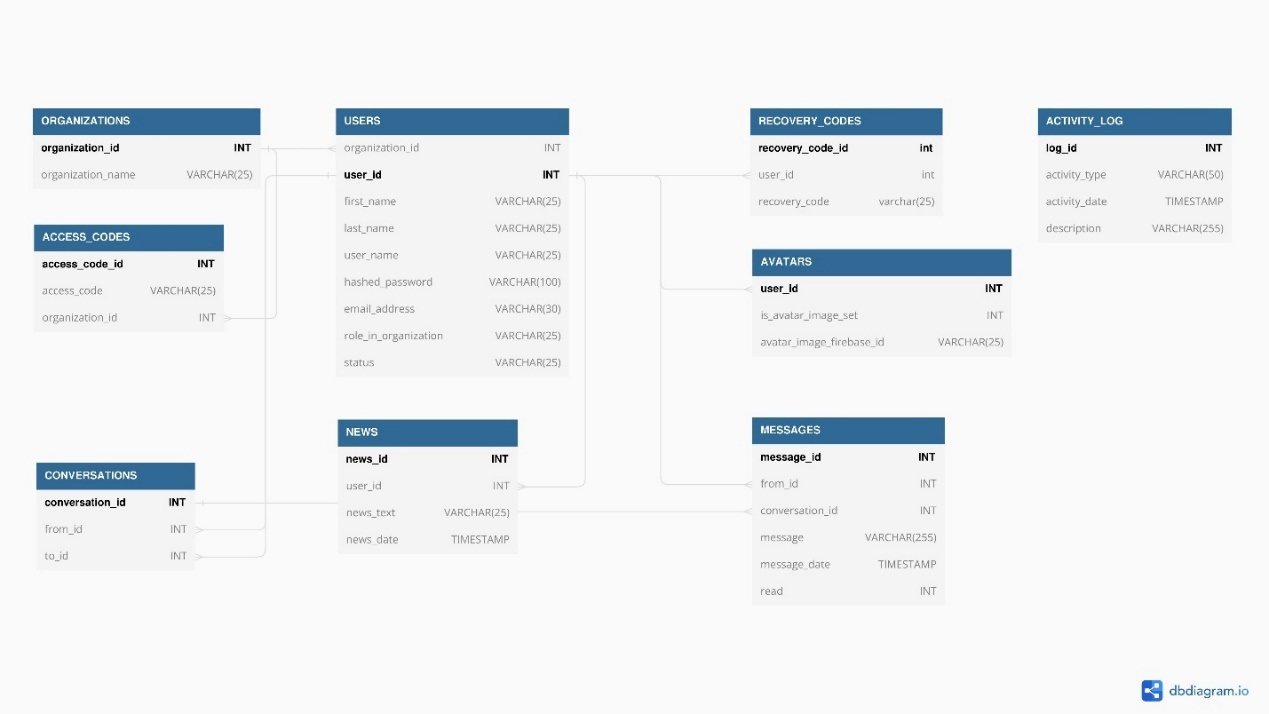 ORGANIZATIONS
organization_id INT
organization_name VARCHAR(25)
ACCESS_CODES
access_code_id INT
access_code VARCHAR(25)
organization_id INT
CONVERSATIONS
conversation_id INT
from_id INT
to_id INT
USERS
organization_id INT
user_id INT
first_name VARCHAR(25)
last_name VARCHAR(25)
user_name VARCHAR(25)
hashed_password VARCHAR(100)
email_address VARCHAR(30)
role_in_organization VARCHAR(25)
status VARCHAR(25)
NEWS
news_id INT
user_id INT
news_text VARCHAR(25)
news_date TIMESTAMP
RECOVERY_CODES
recovery_code_id int
user_id int
recovery_code varchar(25)
AVATARS
user_id INT
is_avatar_image_set INT
avatar_image_firebase_id VARCHAR(25)
MESSAGES
message_id INT
from_id INT
conversation_id INT
message VARCHAR(255)
message_date TIMESTAMP
read INT
ACTIVITY_LOG
log_id INT
activity_type VARCHAR(50)
activity_date TIMESTAMP
description VARCHAR(255)
dbdiagram.io